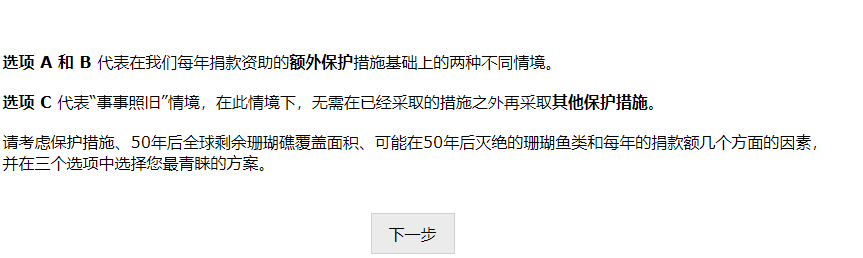 选项 A 和 B 代表在我们每年捐款资助的额外保护措施基础上的两种不同情境。
选项 C 代表“事事照旧”情境，在此情境下，无需在已经采取的措施之外再采取其他保护措施。
请考虑保护措施、50年后全球剩余珊瑚礁覆盖面积、可能在50年后灭绝的珊瑚鱼类和每年的捐款额几个方面的因素，
并在三个选项中选择您最青睐的方案。
下一步